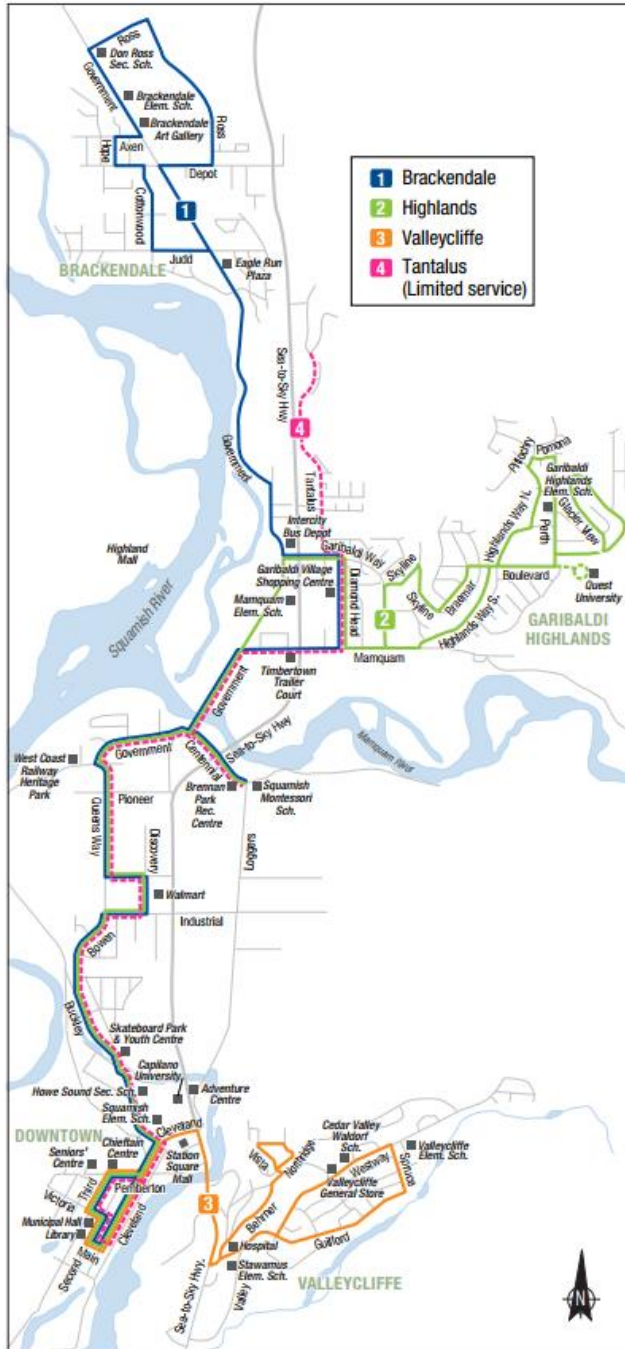 Ross
Don Ross
Sec. Sch.
Government
Brackendale
Elem. Sch.
Brackendale
Art Gallery
Ross
Hope
Axen
Depot
Cottonwood
1
Judd
Eagle Run
Plaza
BRACKENDALE
1 Brackendale
2 Highlands
3 Valleycliffe
4 Tantalus
(Limited service)
Sea-to-Sky Hwy
4
Government
Tantalus
Intercity
Bus Depot
Garibaldi Way
Highland
Mall
Garibaldi Village
Shopping Centre
Mamquam
Elem. Sch.
Diamond Head
Skyline
Skyline
2
Braemar
Highlands Way N.
Highlands Way S.
Pitlochry
Pomona
Garibaldi
Highlands
Elem. Sch.
Perth
Glacier View
Boulevard
Quest
University
GARIBALDI
HIGHLANDS
Mamquam
Squamish River
Timbertown
Trailer
Court
Government
Sea-to-Sky Hwy
Mamquam River
Government
Centennial
West Coast
Railway
Heritage
Park
Pioneer
Brennan
Park
Rec.
Centre
Squamish
Montessori
Sch.
Queens Way
Discovery
Loggers
Walmart
Industrial
Bowen
Buckley
Skateboard Park
& Youth Centre
Capilano
University
Howe Sound Sec. Sch.
Adventure
Centre
Squamish
Elem. Sch.
Cleveland
DOWNTOWN
Chieftain
Centre
Seniors'
Centre
Station
Square
Mall
Third
Pemberton
Victoria
Cleveland
Municipal Hall
Library
Main
Second
3
Vista
Northridge
Cedar Valley
Waldorf
Sch.
Westway
Valleycliffe
Elem. Sch.
Valleycliffe
General Store
Behrner
Guilford
Hospital
Stawamus
Elem. Sch.
Valley
Sea-to-Sky Hwy.
VALLEYCLIFFE
N